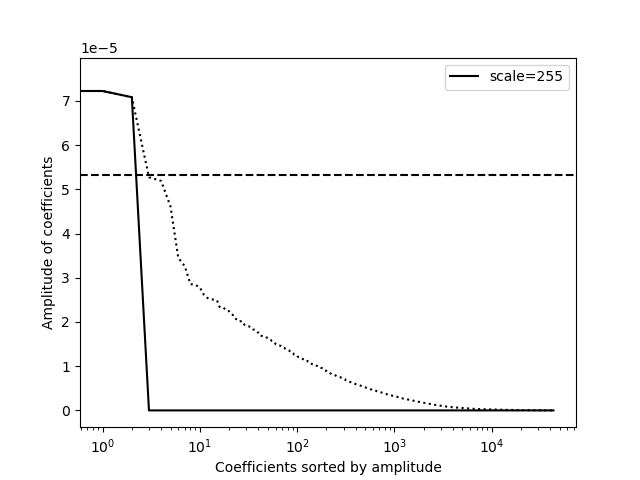 1e−5
scale=255
7
6
5
4
3
2
1
0
Amplitude of coefficients
10⁰ 10¹ 10² 10³ 10⁴
Coefficients sorted by amplitude